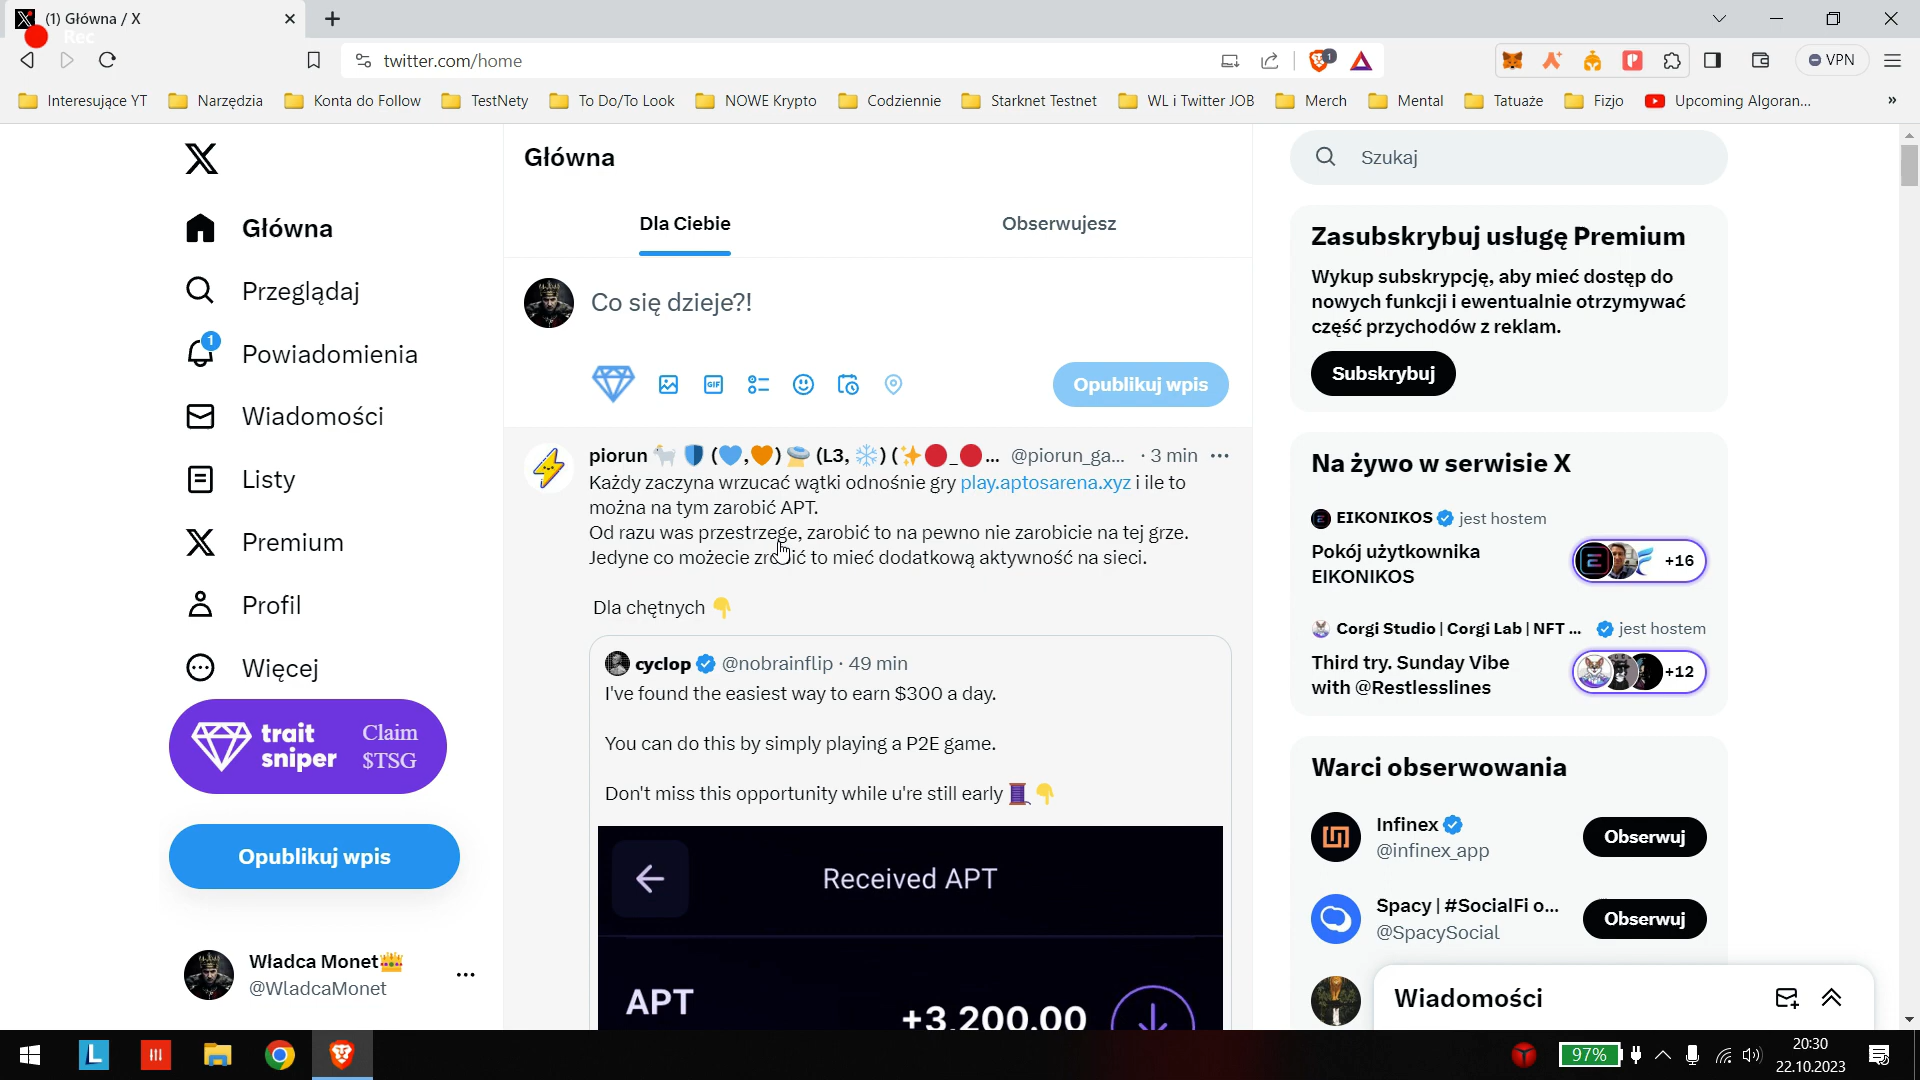 (1) Główna / X
Rec
twitter.com/home
1
VPN
Interesujące YT
Narzędzia
Konta do Follow
TestNety
To Do/To Look
NOWE Krypto
Codziennie
Starknet Testnet
WL i Twitter JOB
Merch
Mental
Tatuaże
Fizjo
Upcoming Algoran...
»
Główna
Przeglądaj
1
Powiadomienia
Wiadomości
Listy
Premium
Profil
Więcej
trait
sniper
Claim
$TSG
Opublikuj wpis
Władca Monet👑
@WladcaMonet
Główna
Dla Ciebie
Obserwujesz
Co się dzieje?!
GIF
Opublikuj wpis
piorun 🐐 🛡️ (💙,🧡) 🛸 (L3, ❄️) (✨🔴_🔴... @piorun_ga... · 3 min
Każdy zaczyna wrzucać wątki odnośnie gry play.aptosarena.xyz i ile to
można na tym zarobić APT.
Od razu was przestrzege, zarobić to na pewno nie zarobicie na tej grze.
Jedyne co możecie zrobić to mieć dodatkową aktywność na sieci.
Dla chętnych 👇
cyclop @nobrainflip · 49 min
I've found the easiest way to earn $300 a day.
You can do this by simply playing a P2E game.
Don't miss this opportunity while u're still early 🧵👇
Received APT
APT
+3,200.00
Szukaj
Zasubskrybuj usługę Premium
Wykup subskrypcję, aby mieć dostęp do
nowych funkcji i ewentualnie otrzymywać
część przychodów z reklam.
Subskrybuj
Na żywo w serwisie X
EIKONIKOS jest hostem
Pokój użytkownika
EIKONIKOS
+16
Corgi Studio | Corgi Lab | NFT ... jest hostem
Third try. Sunday Vibe
with @Restlesslines
+12
Warci obserwowania
Infinex
@infinex_app
Obserwuj
Spacy | #SocialFi o...
@SpacySocial
Obserwuj
Wiadomości
L
97%
20:30
22.10.2023